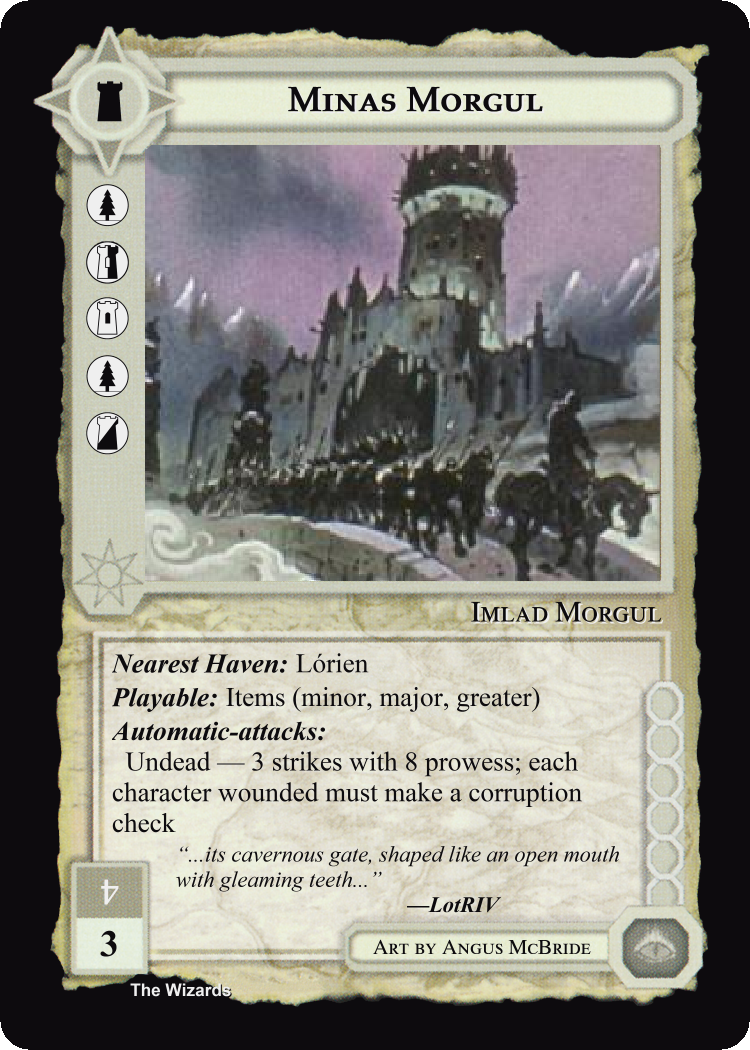 Minas Morgul
Imlad Morgul
Nearest Haven: Lórien
Playable: Items (minor, major, greater)
Automatic-attacks:
Undead — 3 strikes with 8 prowess; each
character wounded must make a corruption
check
“...its cavernous gate, shaped like an open mouth
with gleaming teeth...”
—LotRIV
4
3
Art by Angus McBride
The Wizards